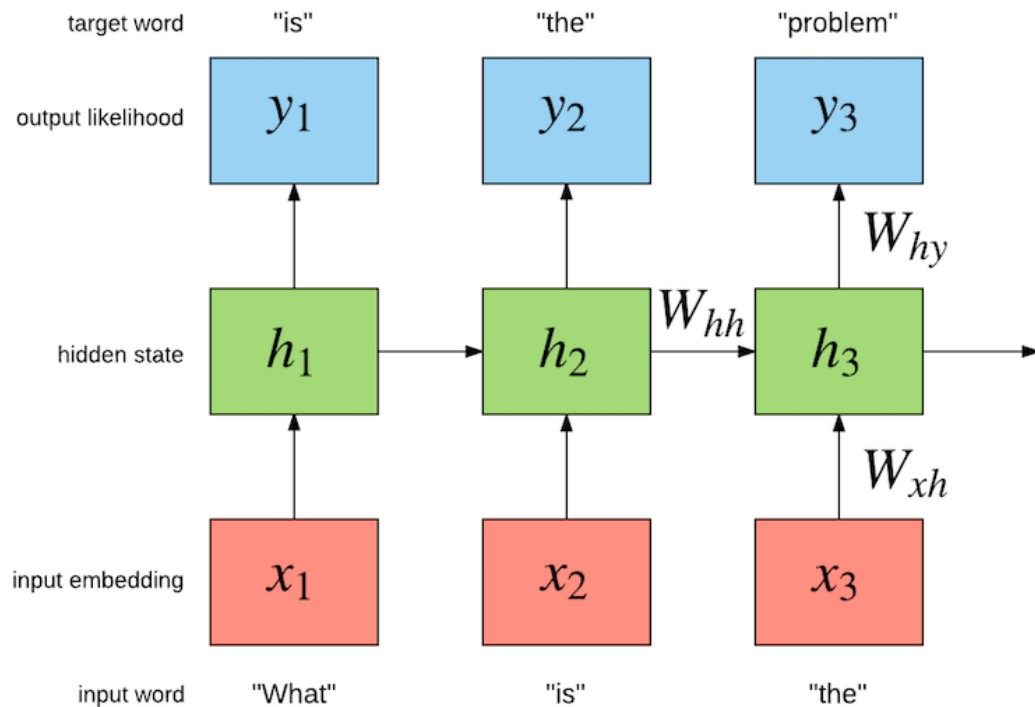 target word "is" "the" "problem"
output likelihood y₁ y₂ y₃
W_hy
W_hh
hidden state h₁ h₂ h₃
W_xh
input embedding x₁ x₂ x₃
input word "What" "is" "the"